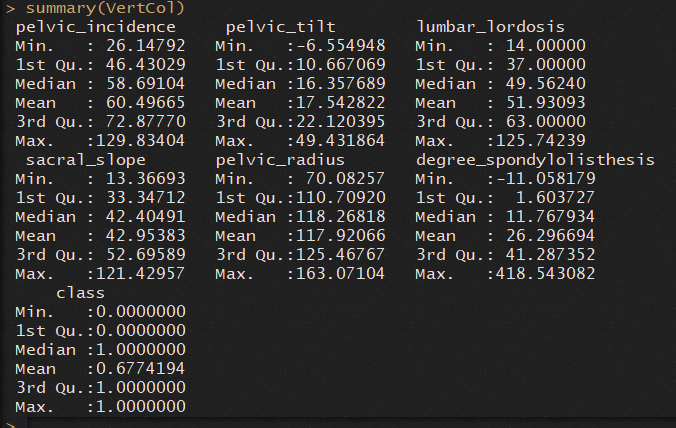 > summary(VertCol)
pelvic_incidence pelvic_tilt lumbar_lordosis
Min. : 26.14792 Min. :-6.554948 Min. : 14.00000
1st Qu.: 46.43029 1st Qu.:10.667069 1st Qu.: 37.00000
Median : 58.69104 Median :16.357689 Median : 49.56240
Mean : 60.49665 Mean :17.542822 Mean : 51.93093
3rd Qu.: 72.87770 3rd Qu.:22.120395 3rd Qu.: 63.00000
Max. :129.83404 Max. :49.431864 Max. :125.74239
sacral_slope pelvic_radius degree_spondylolisthesis
Min. : 13.36693 Min. : 70.08257 Min. :-11.058179
1st Qu.: 33.34712 1st Qu.:110.70920 1st Qu.: 1.603727
Median : 42.40491 Median :118.26818 Median : 11.767934
Mean : 42.95383 Mean :117.92066 Mean : 26.296694
3rd Qu.: 52.69589 3rd Qu.:125.46767 3rd Qu.: 41.287352
Max. :121.42957 Max. :163.07104 Max. :418.543082
class
Min. :0.0000000
1st Qu.:0.0000000
Median :1.0000000
Mean :0.6774194
3rd Qu.:1.0000000
Max. :1.0000000
>